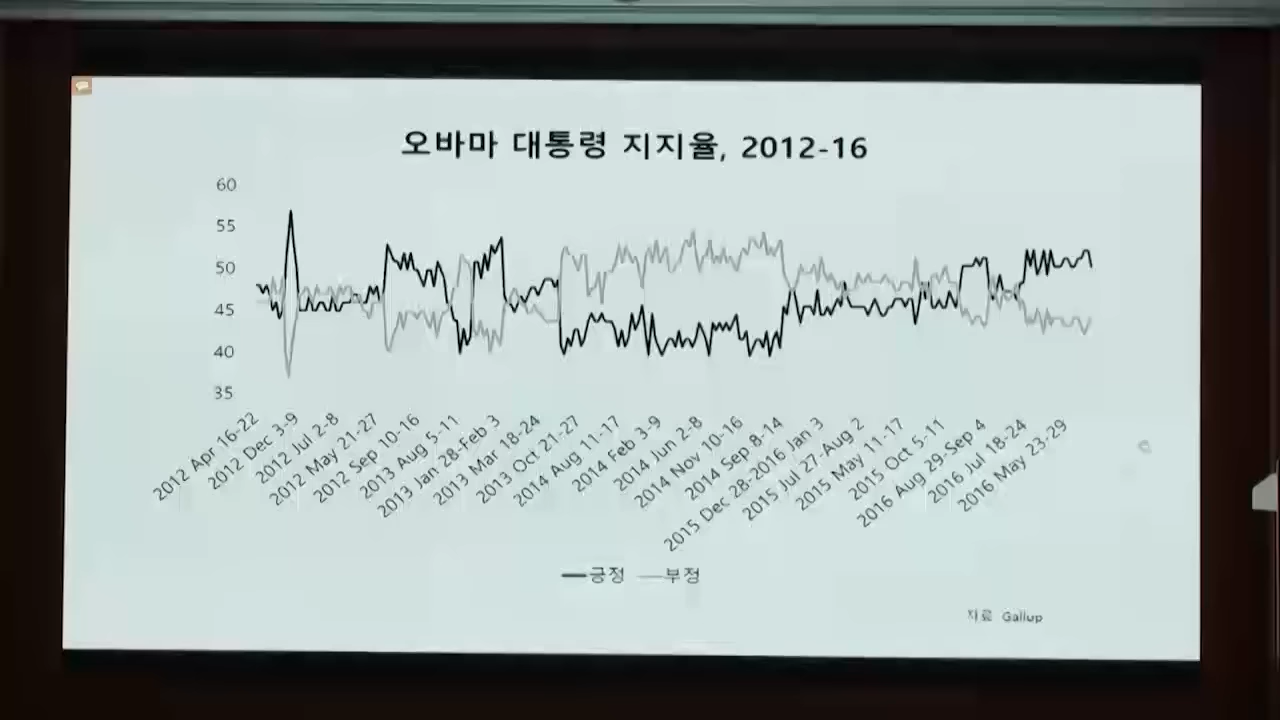 오바마 대통령 지지율, 2012-16
60
55
50
45
40
35
2012 Apr 16-22
2012 Dec 3-9
2012 Jul 2-8
2012 May 21-27
2012 Sep 10-16
2013 Aug 5-11
2013 Jan 28-Feb 3
2013 Mar 18-24
2013 Oct 21-27
2014 Aug 11-17
2014 Feb 3-9
2014 Jun 2-8
2014 Nov 10-16
2014 Sep 8-14
2015 Dec 28-2016 Jan 3
2015 Jul 27-Aug 2
2015 May 11-17
2015 Oct 5-11
2016 Aug 29-Sep 4
2016 Jul 18-24
2016 May 23-29
긍정 부정
자료 Gallup